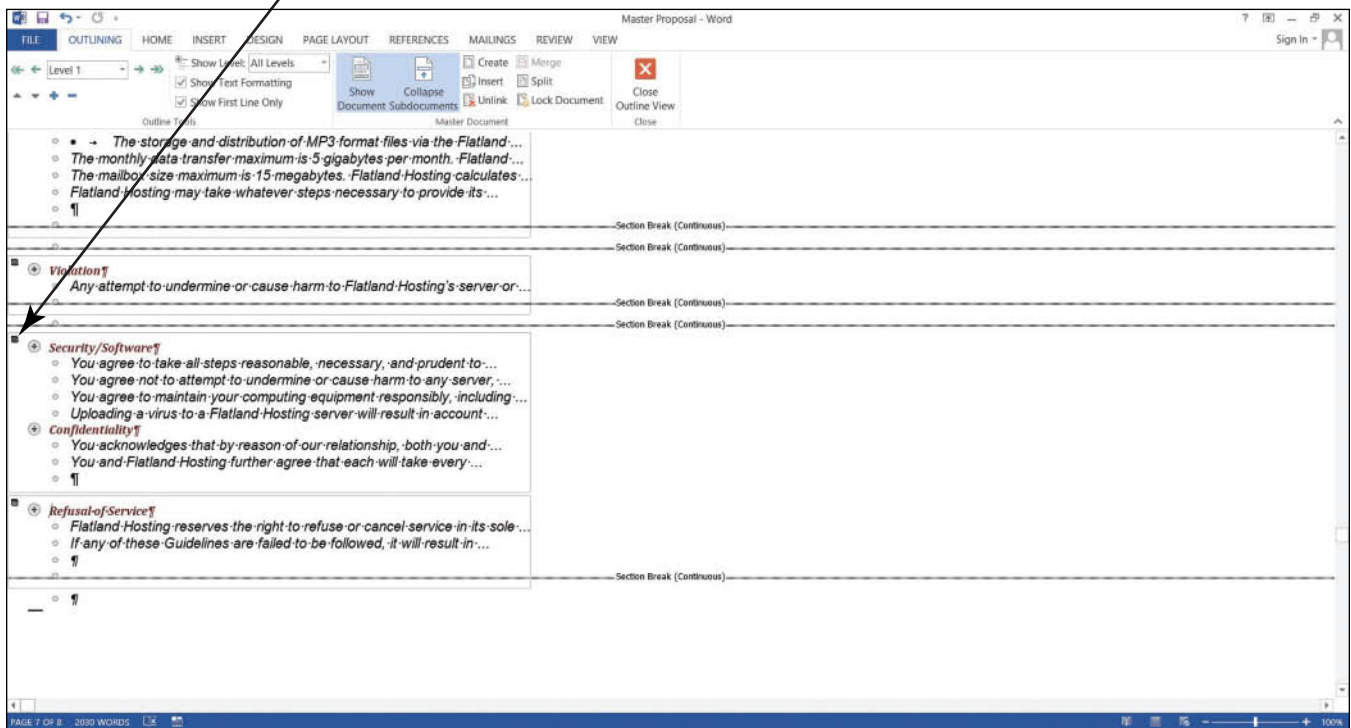 Master Proposal - Word
FILE OUTLINING HOME INSERT DESIGN PAGE LAYOUT REFERENCES MAILINGS REVIEW VIEW Sign In
Level 1 Show Level: All Levels
Show Text Formatting
Show First Line Only
Outline Tools
Show Document
Collapse Subdocuments
Create Merge
Insert Split
Unlink Lock Document
Master Document
Close Outline View
Close
• → The·storage·and·distribution·of·MP3·format·files·via·the·Flatland·...
The·monthly·data·transfer·maximum·is·5·gigabytes·per·month.·Flatland·...
The·mailbox·size·maximum·is·15·megabytes.·Flatland·Hosting·calculates·...
Flatland·Hosting·may·take·whatever·steps·necessary·to·provide·its·...
¶
Section Break (Continuous)
Section Break (Continuous)
Violation¶
Any·attempt·to·undermine·or·cause·harm·to·Flatland·Hosting's·server·or·...
Section Break (Continuous)
Section Break (Continuous)
Security/Software¶
You·agree·to·take·all·steps·reasonable,·necessary,·and·prudent·to·...
You·agree·not·to·attempt·to·undermine·or·cause·harm·to·any·server,·...
You·agree·to·maintain·your·computing·equipment·responsibly,·including·...
Uploading·a·virus·to·a·Flatland·Hosting·server·will·result·in·account·...
Confidentiality¶
You·acknowledges·that·by·reason·of·our·relationship,·both·you·and·...
You·and·Flatland·Hosting·further·agree·that·each·will·take·every·...
¶
Refusal·of·Service¶
Flatland·Hosting·reserves·the·right·to·refuse·or·cancel·service·in·its·sole·...
If·any·of·these·Guidelines·are·failed·to·be·followed,·it·will·result·in·...
¶
Section Break (Continuous)
¶
PAGE 7 OF 8 2030 WORDS 100%